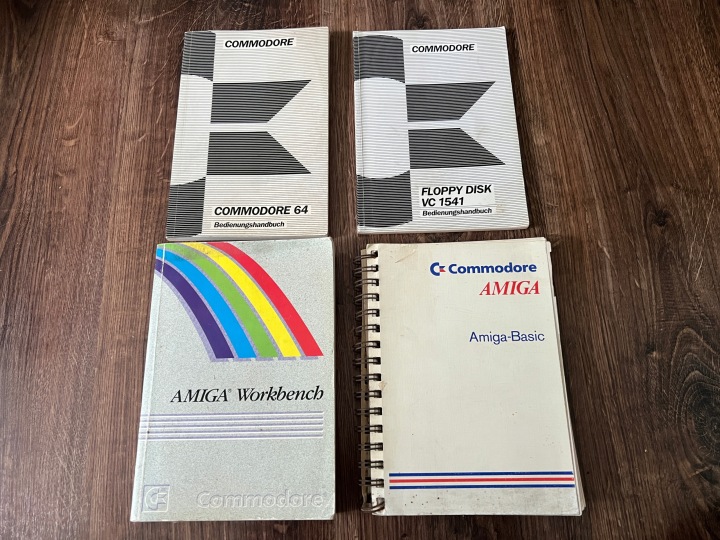 COMMODORE
COMMODORE 64
Bedienungshandbuch
COMMODORE
FLOPPY DISK
VC 1541
Bedienungshandbuch
AMIGA® Workbench
Commodore
Commodore
AMIGA
Amiga-Basic